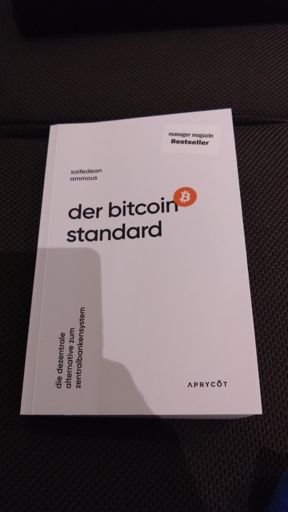 manager magazin
Bestseller
saifedean
ammous
der bitcoin
standard
die dezentrale
alternative zum
zentralbankensystem
APRYCOT